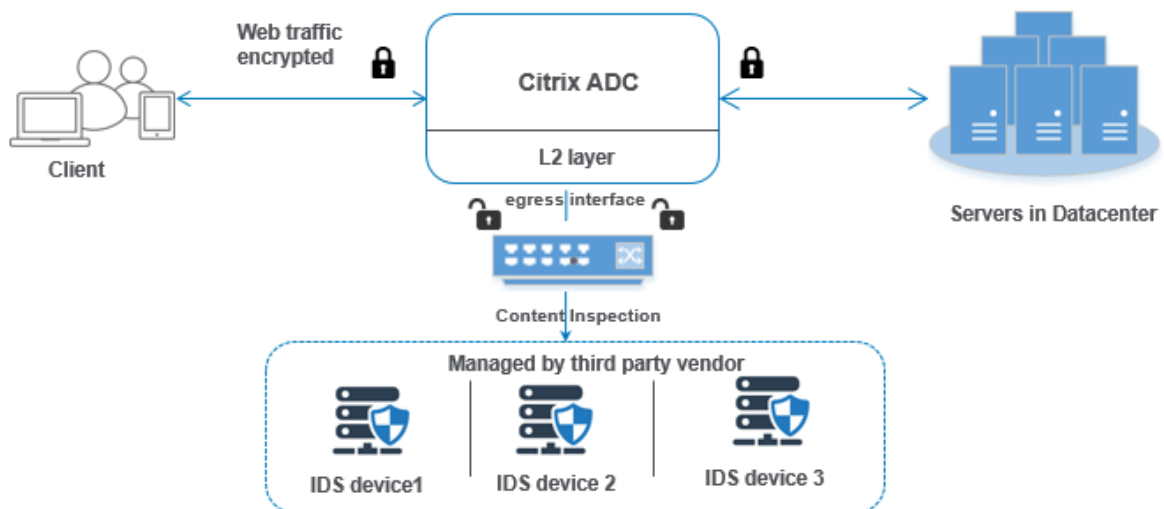 Web traffic
encrypted
Citrix ADC
L2 layer
Client
egress interface
Servers in Datacenter
Content Inspection
Managed by third party vendor
IDS device1
IDS device 2
IDS device 3